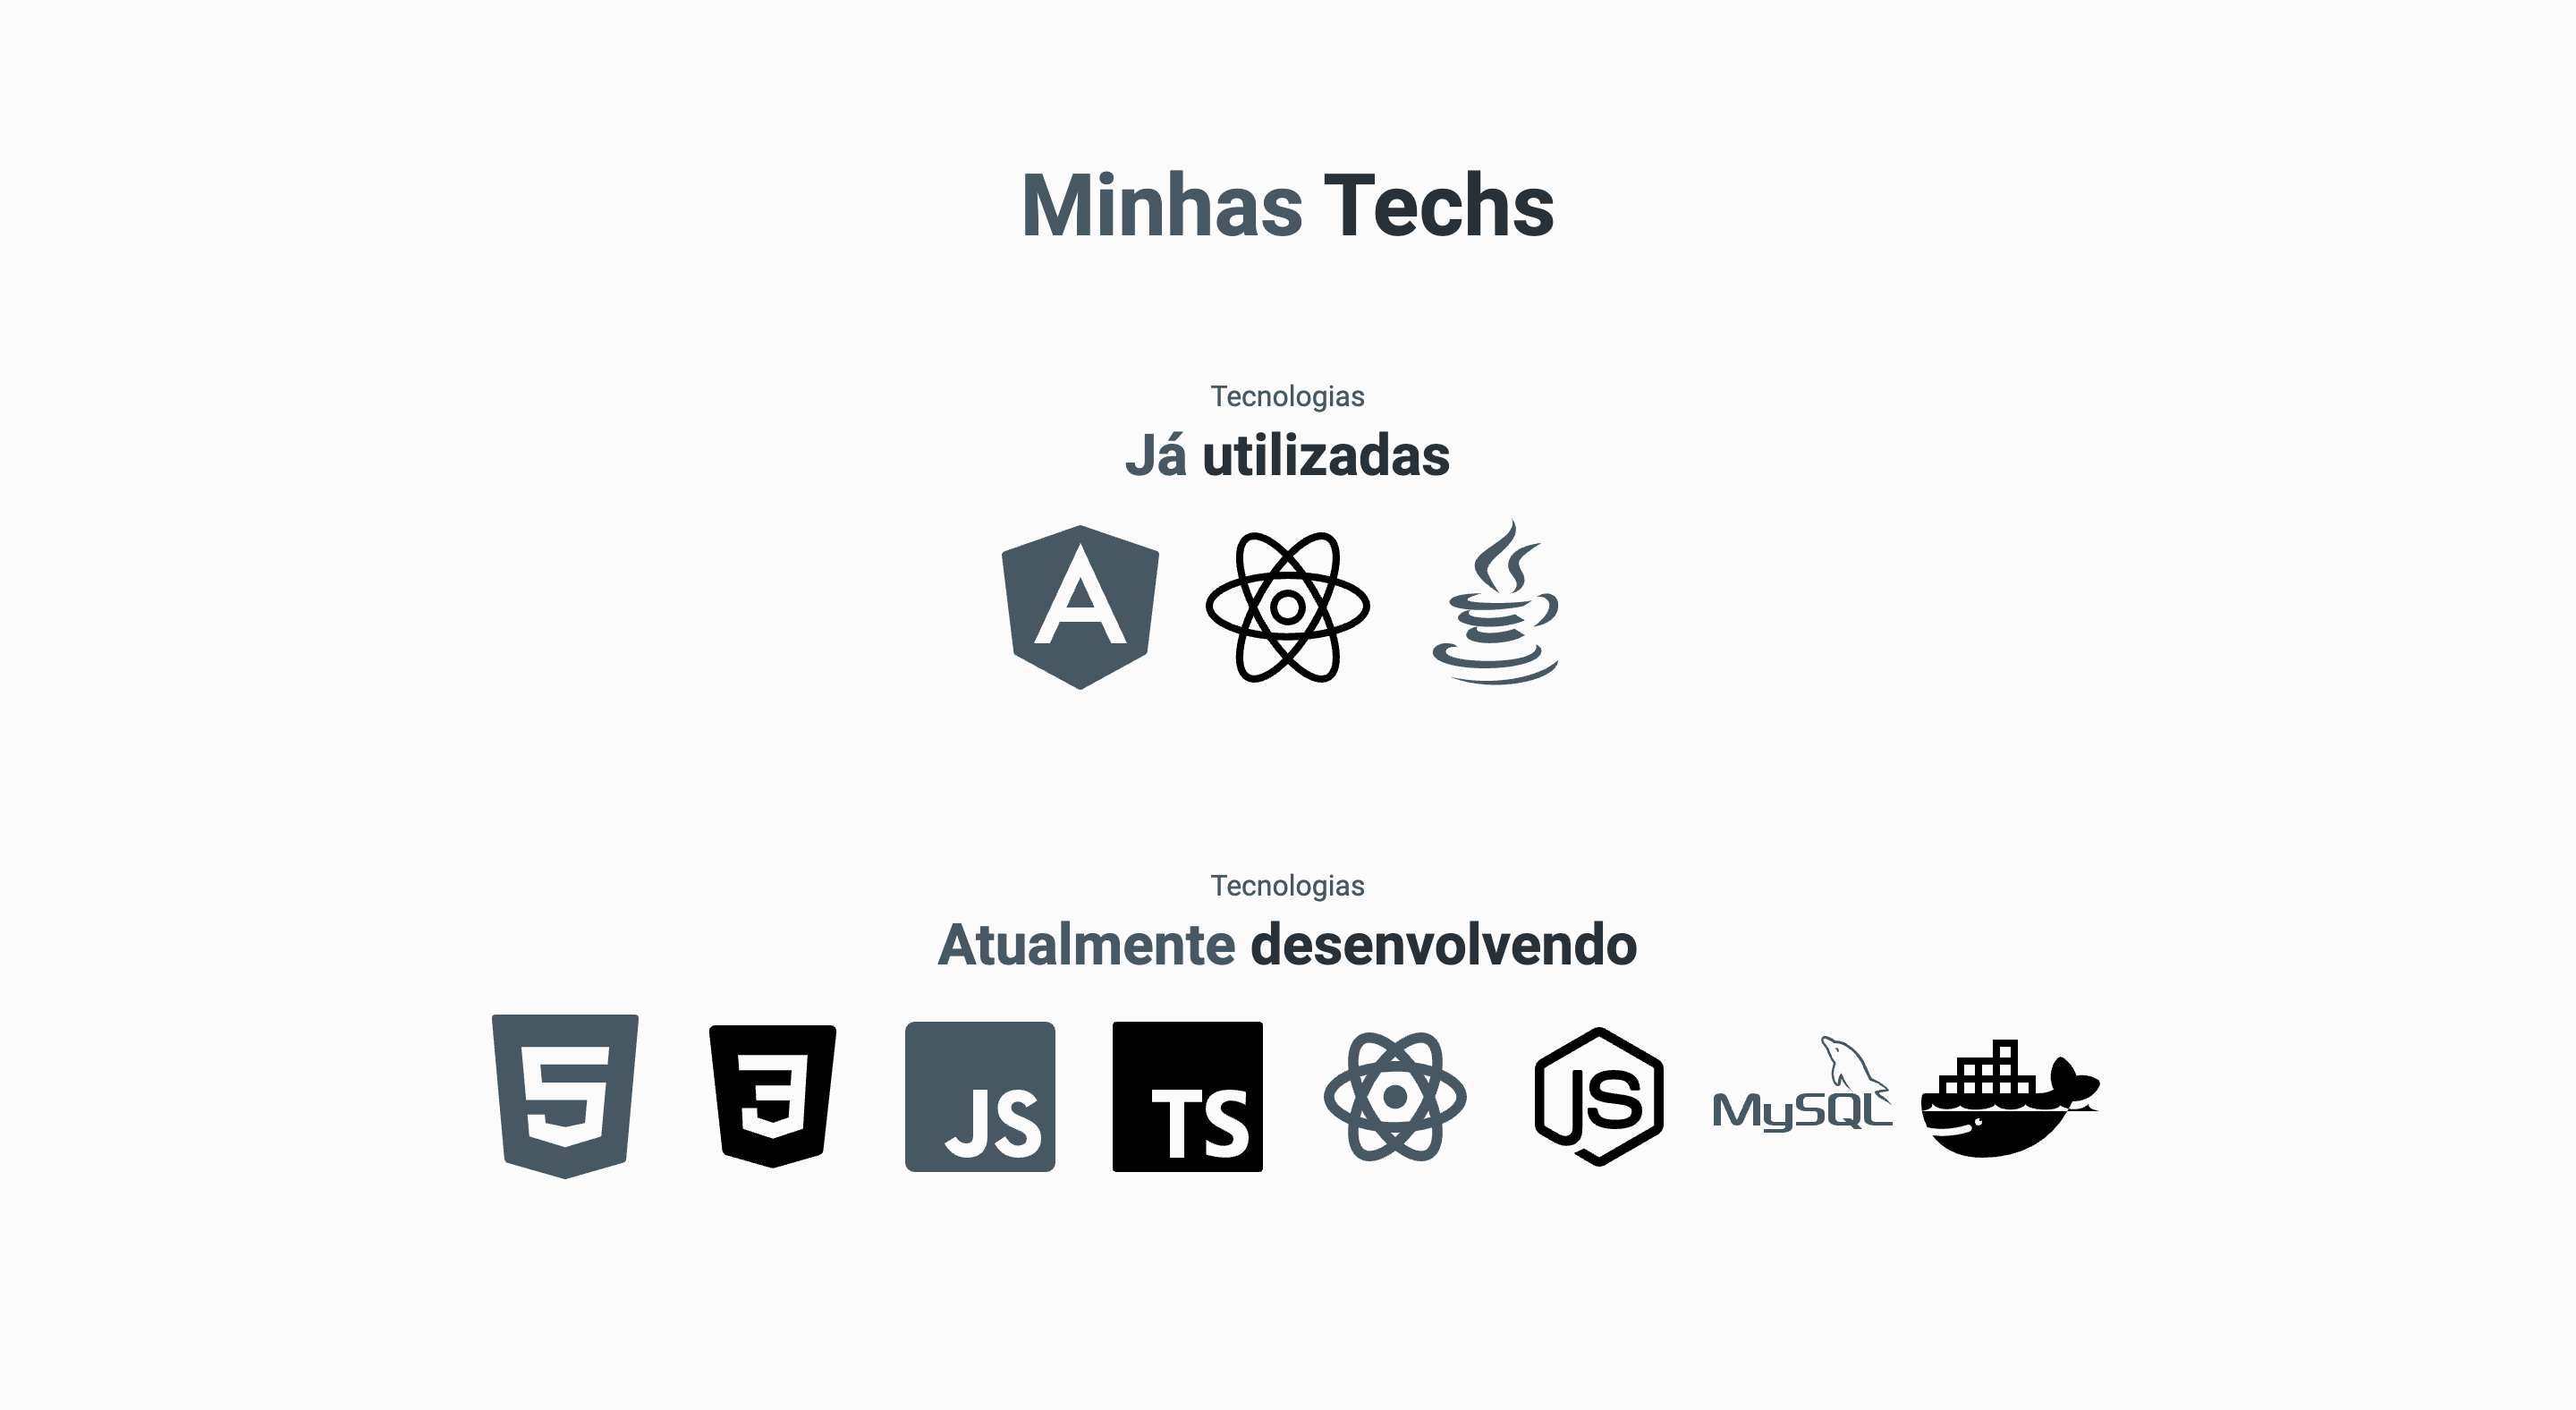 Minhas Techs
Tecnologias
Já utilizadas
A
Tecnologias
Atualmente desenvolvendo
5
3
JS
TS
JS
MySQL